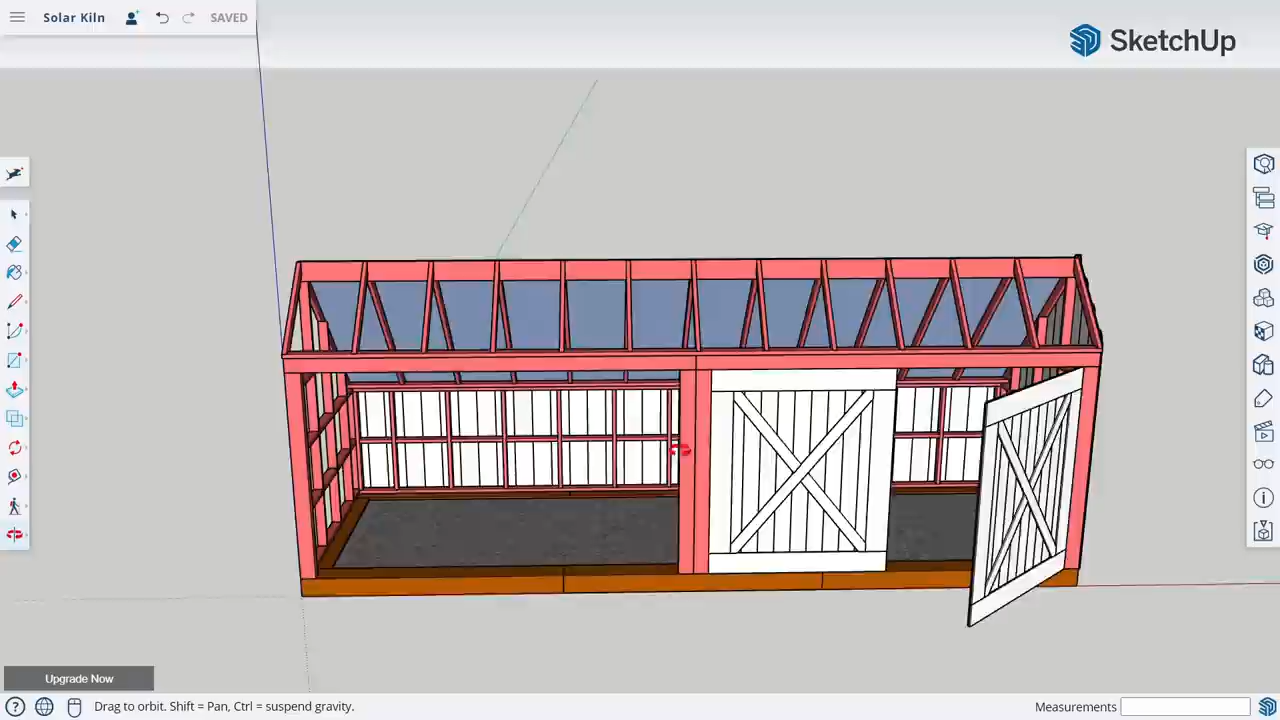 Solar Kiln
SAVED
SketchUp
Upgrade Now
Drag to orbit. Shift = Pan, Ctrl = suspend gravity.
Measurements